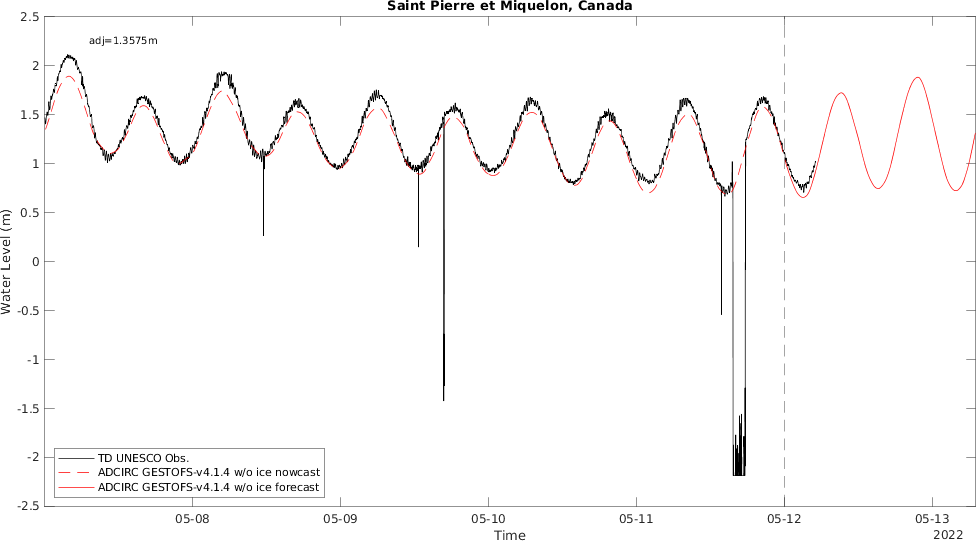 Saint Pierre et Miquelon, Canada
adj=1.3575m
2.5
2
1.5
1
0.5
0
-0.5
-1
-1.5
-2
-2.5
Water Level (m)
TD UNESCO Obs.
ADCIRC GESTOFS-v4.1.4 w/o ice nowcast
ADCIRC GESTOFS-v4.1.4 w/o ice forecast
05-08 05-09 05-10 05-11 05-12 05-13
Time
2022